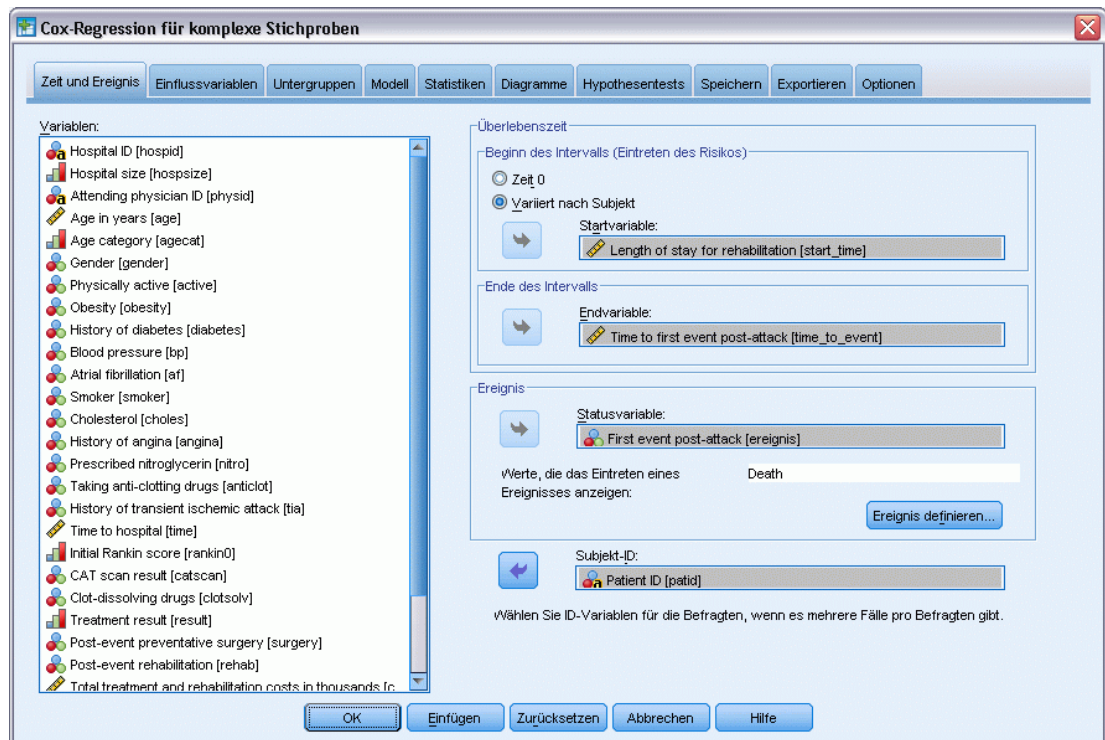 Cox-Regression für komplexe Stichproben
Zeit und Ereignis Einflussvariablen Untergruppen Modell Statistiken Diagramme Hypothesentests Speichern Exportieren Optionen
Variablen:
Hospital ID [hospid]
Hospital size [hospsize]
Attending physician ID [physid]
Age in years [age]
Age category [agecat]
Gender [gender]
Physically active [active]
Obesity [obesity]
History of diabetes [diabetes]
Blood pressure [bp]
Atrial fibrillation [af]
Smoker [smoker]
Cholesterol [choles]
History of angina [angina]
Prescribed nitroglycerin [nitro]
Taking anti-clotting drugs [anticlot]
History of transient ischemic attack [tia]
Time to hospital [time]
Initial Rankin score [rankin0]
CAT scan result [catscan]
Clot-dissolving drugs [clotsolv]
Treatment result [result]
Post-event preventative surgery [surgery]
Post-event rehabilitation [rehab]
Total treatment and rehabilitation costs in thousands [c
Überlebenszeit
Beginn des Intervalls (Eintreten des Risikos)
Zeit 0
Variiert nach Subjekt
Startvariable:
Length of stay for rehabilitation [start_time]
Ende des Intervalls
Endvariable:
Time to first event post-attack [time_to_event]
Ereignis
Statusvariable:
First event post-attack [ereignis]
Werte, die das Eintreten eines
Ereignisses anzeigen:
Death
Ereignis definieren...
Subjekt-ID:
Patient ID [patid]
Wählen Sie ID-Variablen für die Befragten, wenn es mehrere Fälle pro Befragten gibt.
OK Einfügen Zurücksetzen Abbrechen Hilfe